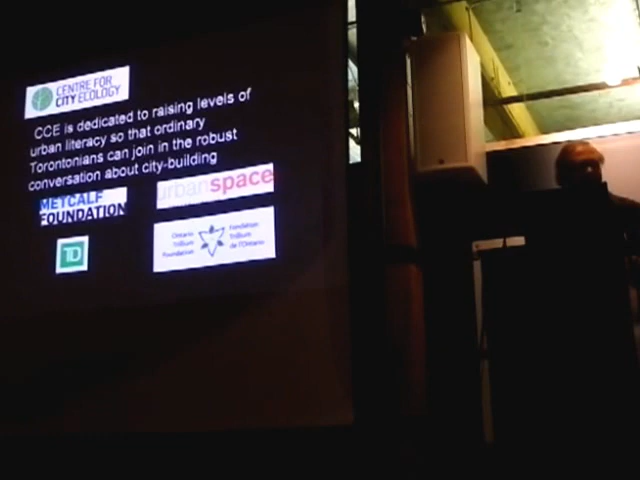 CENTRE FOR
CITY ECOLOGY
CCE is dedicated to raising levels of
urban literacy so that ordinary
Torontonians can join in the robust
conversation about city-building
METCALF
FOUNDATION
urbanspace
TD
Ontario
Trillium
Foundation
Fondation
Trillium
de l'Ontario